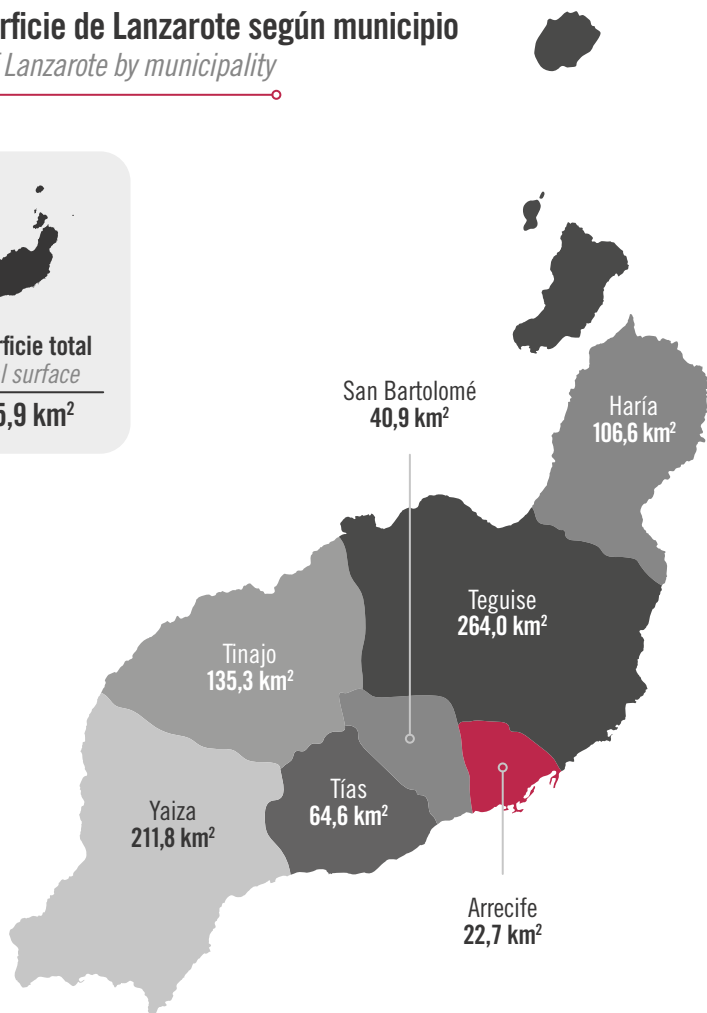 rficie de Lanzarote según municipio
Lanzarote by municipality
rficie total
l surface
5,9 km²
San Bartolomé
40,9 km²
Haría
106,6 km²
Teguise
264,0 km²
Tinajo
135,3 km²
Tías
64,6 km²
Yaiza
211,8 km²
Arrecife
22,7 km²